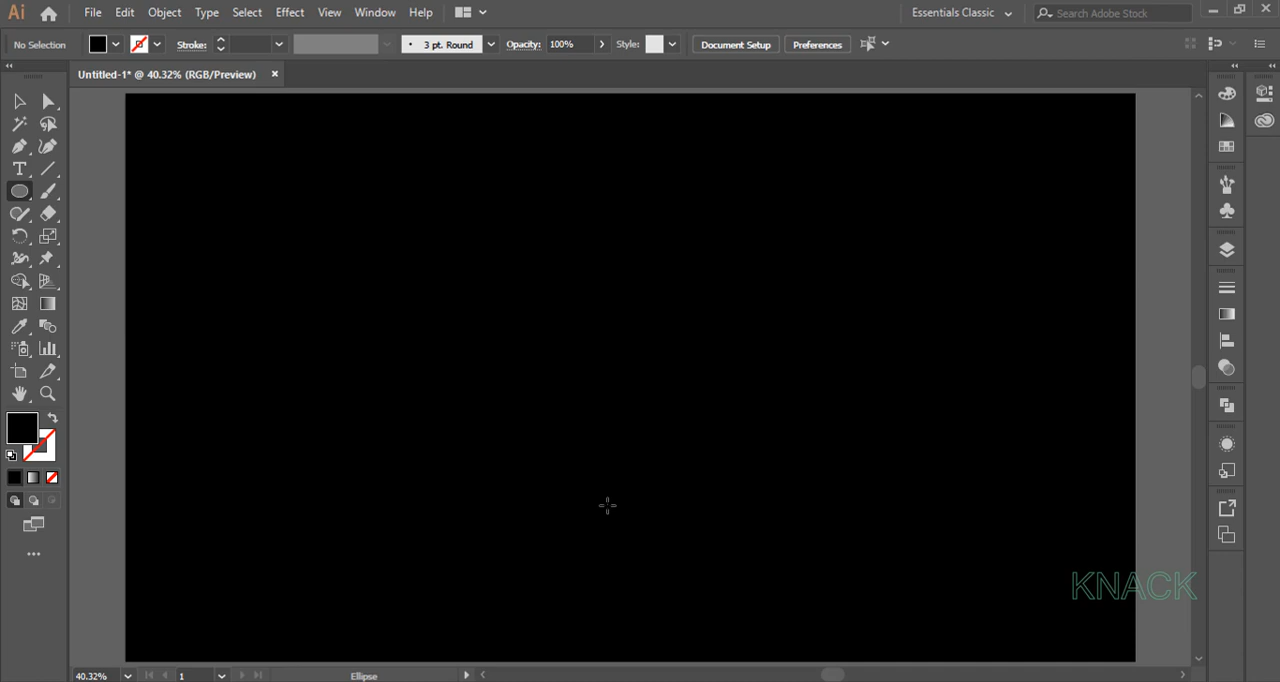 Ai File Edit Object Type Select Effect View Window Help Essentials Classic Search Adobe Stock
No Selection Stroke: 3 pt. Round Opacity: 100% Style: Document Setup Preferences
Untitled-1* @ 40.32% (RGB/Preview)
T
KNACK
40.32% 1 Ellipse